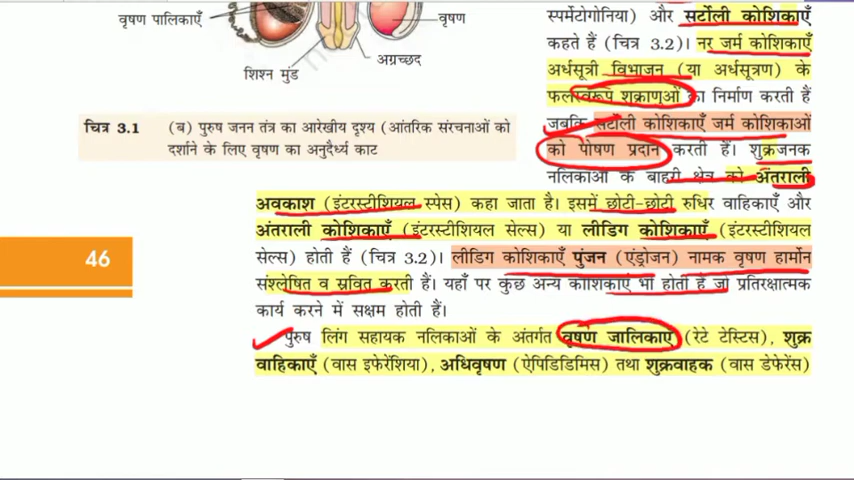 वृषण पालिकाएँ
वृषण
अग्रच्छद
शिश्न मुंड
चित्र 3.1 (ब) पुरुष जनन तंत्र का आरेखीय दृश्य (आंतरिक संरचनाओं को
दर्शाने के लिए वृषण का अनुदैर्ध्य काट
46
स्पर्मेटोगोनिया) और सर्टोली कोशिकाएँ
कहते हैं (चित्र 3.2)। नर जर्म कोशिकाएँ
अर्धसूत्री विभाजन (या अर्धसूत्रण) के
फलस्वरूप शुक्राणुओं का निर्माण करती हैं
जबकि सर्टोली कोशिकाएँ जर्म कोशिकाओं
को पोषण प्रदान करती हैं। शुक्रजनक
नलिकाओं के बाहरी क्षेत्र को अंतराली
अवकाश (इंटरस्टीशियल स्पेस) कहा जाता है। इसमें छोटी-छोटी रुधिर वाहिकाएँ और
अंतराली कोशिकाएँ (इंटरस्टीशियल सेल्स) या लीडिग कोशिकाएँ (इंटरस्टीशियल
सेल्स) होती हैं (चित्र 3.2)। लीडिग कोशिकाएँ पुंजन (एंड्रोजन) नामक वृषण हार्मोन
संश्लेषित व स्रवित करती हैं। यहाँ पर कुछ अन्य कोशिकाएँ भी होती हैं जो प्रतिरक्षात्मक
कार्य करने में सक्षम होती हैं।
पुरुष लिंग सहायक नलिकाओं के अंतर्गत वृषण जालिकाएँ (रेटे टेस्टिस), शुक्र
वाहिकाएँ (वास इफेरेंशिया), अधिवृषण (ऐपिडिडिमिस) तथा शुक्रवाहक (वास डेफेरेंस)